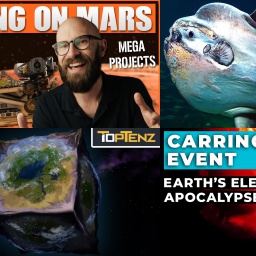 NG ON MARS
MEGA
PROJECTS
TOPTENZ
CARRING
EVENT
EARTH'S ELE
APOCALYPSE